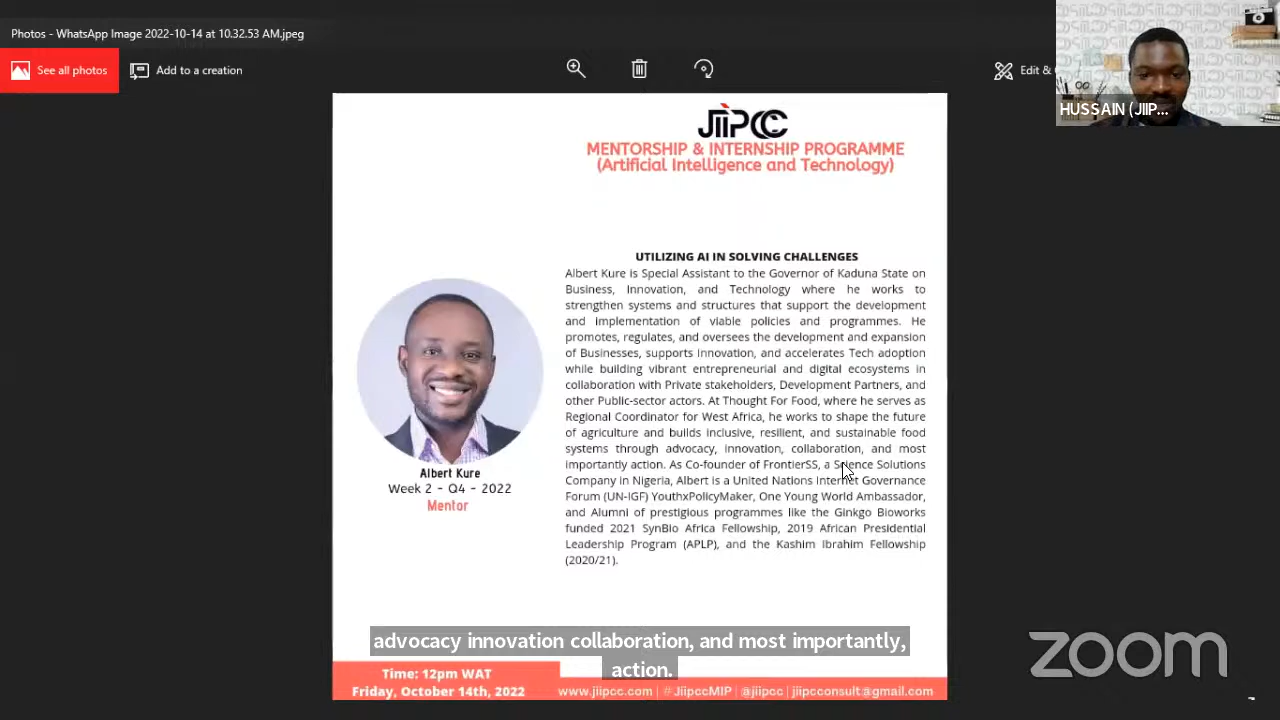 Photos - WhatsApp Image 2022-10-14 at 10.32.53 AM.jpeg
See all photos
Add to a creation
Edit &
HUSSAIN (JIIP...
JIIPCC
MENTORSHIP & INTERNSHIP PROGRAMME
(Artificial Intelligence and Technology)
UTILIZING AI IN SOLVING CHALLENGES
Albert Kure is Special Assistant to the Governor of Kaduna State on
Business, Innovation, and Technology where he works to
strengthen systems and structures that support the development
and implementation of viable policies and programmes. He
promotes, regulates, and oversees the development and expansion
of Businesses, supports Innovation, and accelerates Tech adoption
while building vibrant entrepreneurial and digital ecosystems in
collaboration with Private stakeholders, Development Partners, and
other Public-sector actors. At Thought For Food, where he serves as
Regional Coordinator for West Africa, he works to shape the future
of agriculture and builds inclusive, resilient, and sustainable food
systems through advocacy, innovation, collaboration, and most
importantly action. As Co-founder of FrontierSS, a Science Solutions
Company in Nigeria, Albert is a United Nations Internet Governance
Forum (UN-IGF) YouthxPolicyMaker, One Young World Ambassador,
and Alumni of prestigious programmes like the Ginkgo Bioworks
funded 2021 SynBio Africa Fellowship, 2019 African Presidential
Leadership Program (APLP), and the Kashim Ibrahim Fellowship
(2020/21).
Albert Kure
Week 2 - Q4 - 2022
Mentor
advocacy innovation collaboration, and most importantly,
action.
Time: 12pm WAT
Friday, October 14th, 2022
www.jiipcc.com | # JiipccMIP | @jiipcc | jiipcconsult@gmail.com
zoom